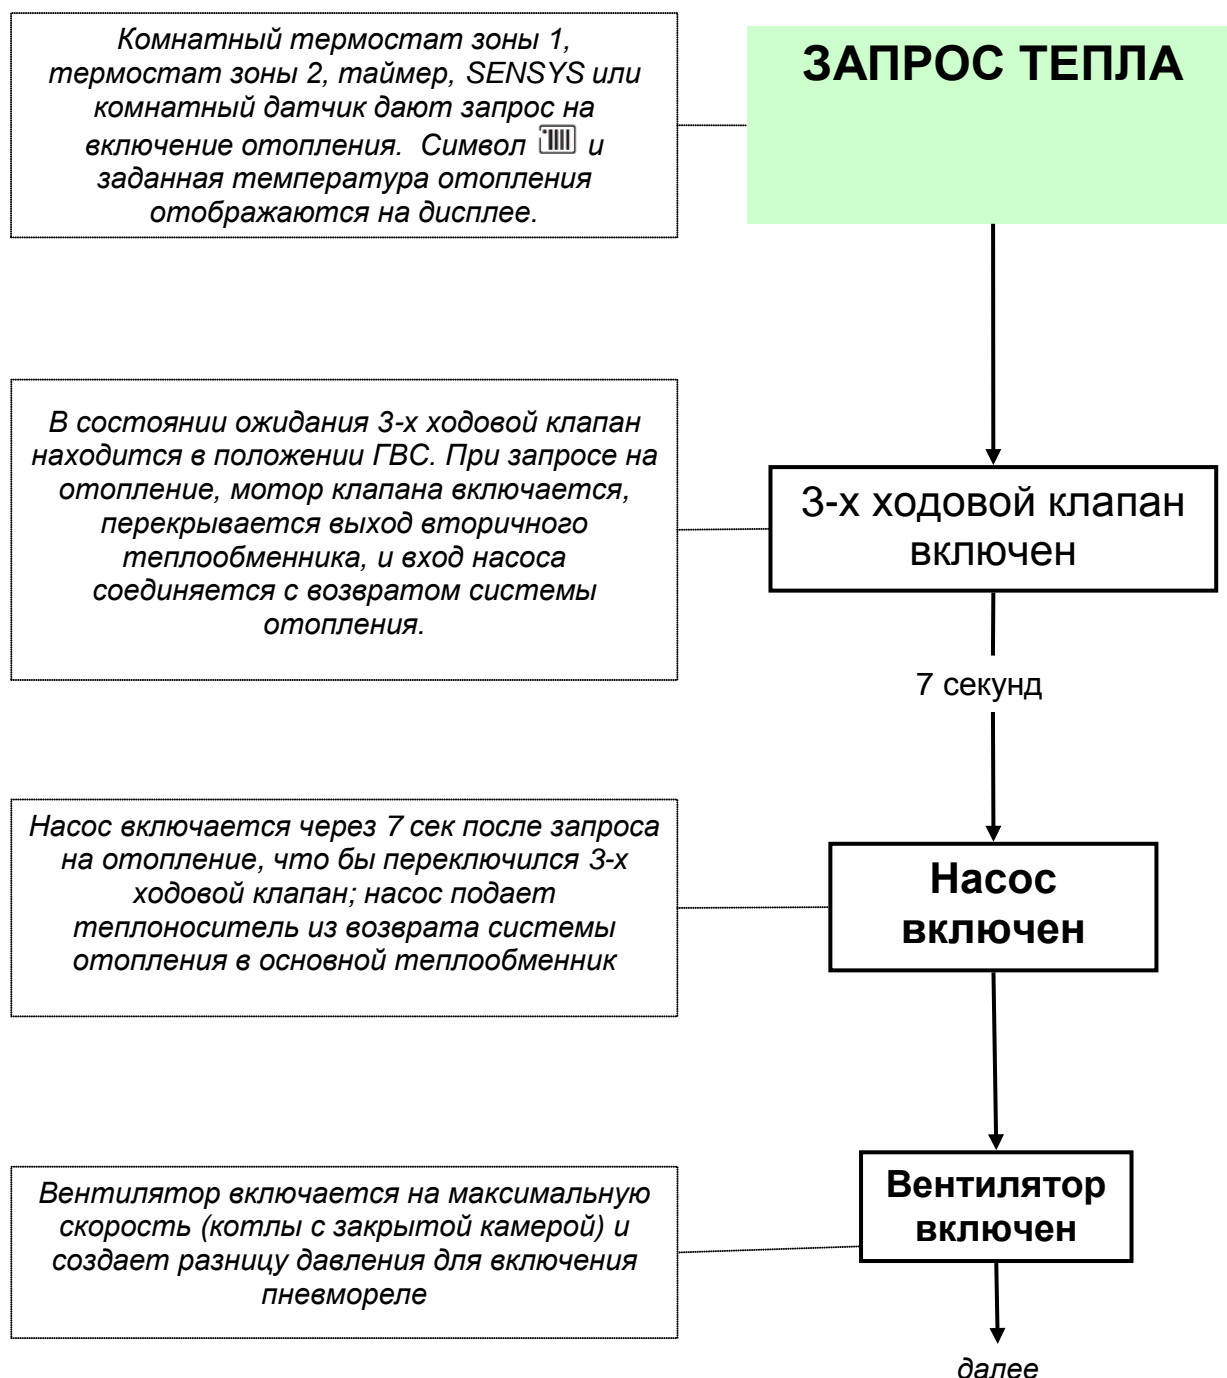 Комнатный термостат зоны 1,
термостат зоны 2, таймер, SENSYS или
комнатный датчик дают запрос на
включение отопления. Символ и
заданная температура отопления
отображаются на дисплее.
ЗАПРОС ТЕПЛА
В состоянии ожидания 3-х ходовой клапан
находится в положении ГВС. При запросе на
отопление, мотор клапана включается,
перекрывается выход вторичного
теплообменника, и вход насоса
соединяется с возвратом системы
отопления.
3-х ходовой клапан
включен
7 секунд
Насос включается через 7 сек после запроса
на отопление, что бы переключился 3-х
ходовой клапан; насос подает
теплоноситель из возврата системы
отопления в основной теплообменник
Насос
включен
Вентилятор включается на максимальную
скорость (котлы с закрытой камерой) и
создает разницу давления для включения
пневмореле
Вентилятор
включен
далее